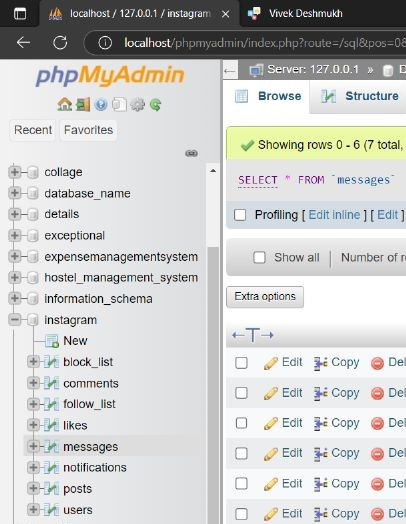 localhost / 127.0.0.1 / instagram
Vivek Deshmukh
localhost/phpmyadmin/index.php?route=/sql&pos=0&
phpMyAdmin
Recent Favorites
collage
database_name
details
exceptional
expensemanagementsystem
hostel_management_system
information_schema
instagram
New
block_list
comments
follow_list
likes
messages
notifications
posts
users
Server: 127.0.0.1 »
Browse Structure
Showing rows 0 - 6 (7 total,
SELECT * FROM `messages`
Profiling [ Edit inline ] [ Edit ]
Show all Number of
Extra options
←T→
Edit Copy Del
Edit Copy Del
Edit Copy Del
Edit Copy Del
Edit Copy Del
Edit Copy Del